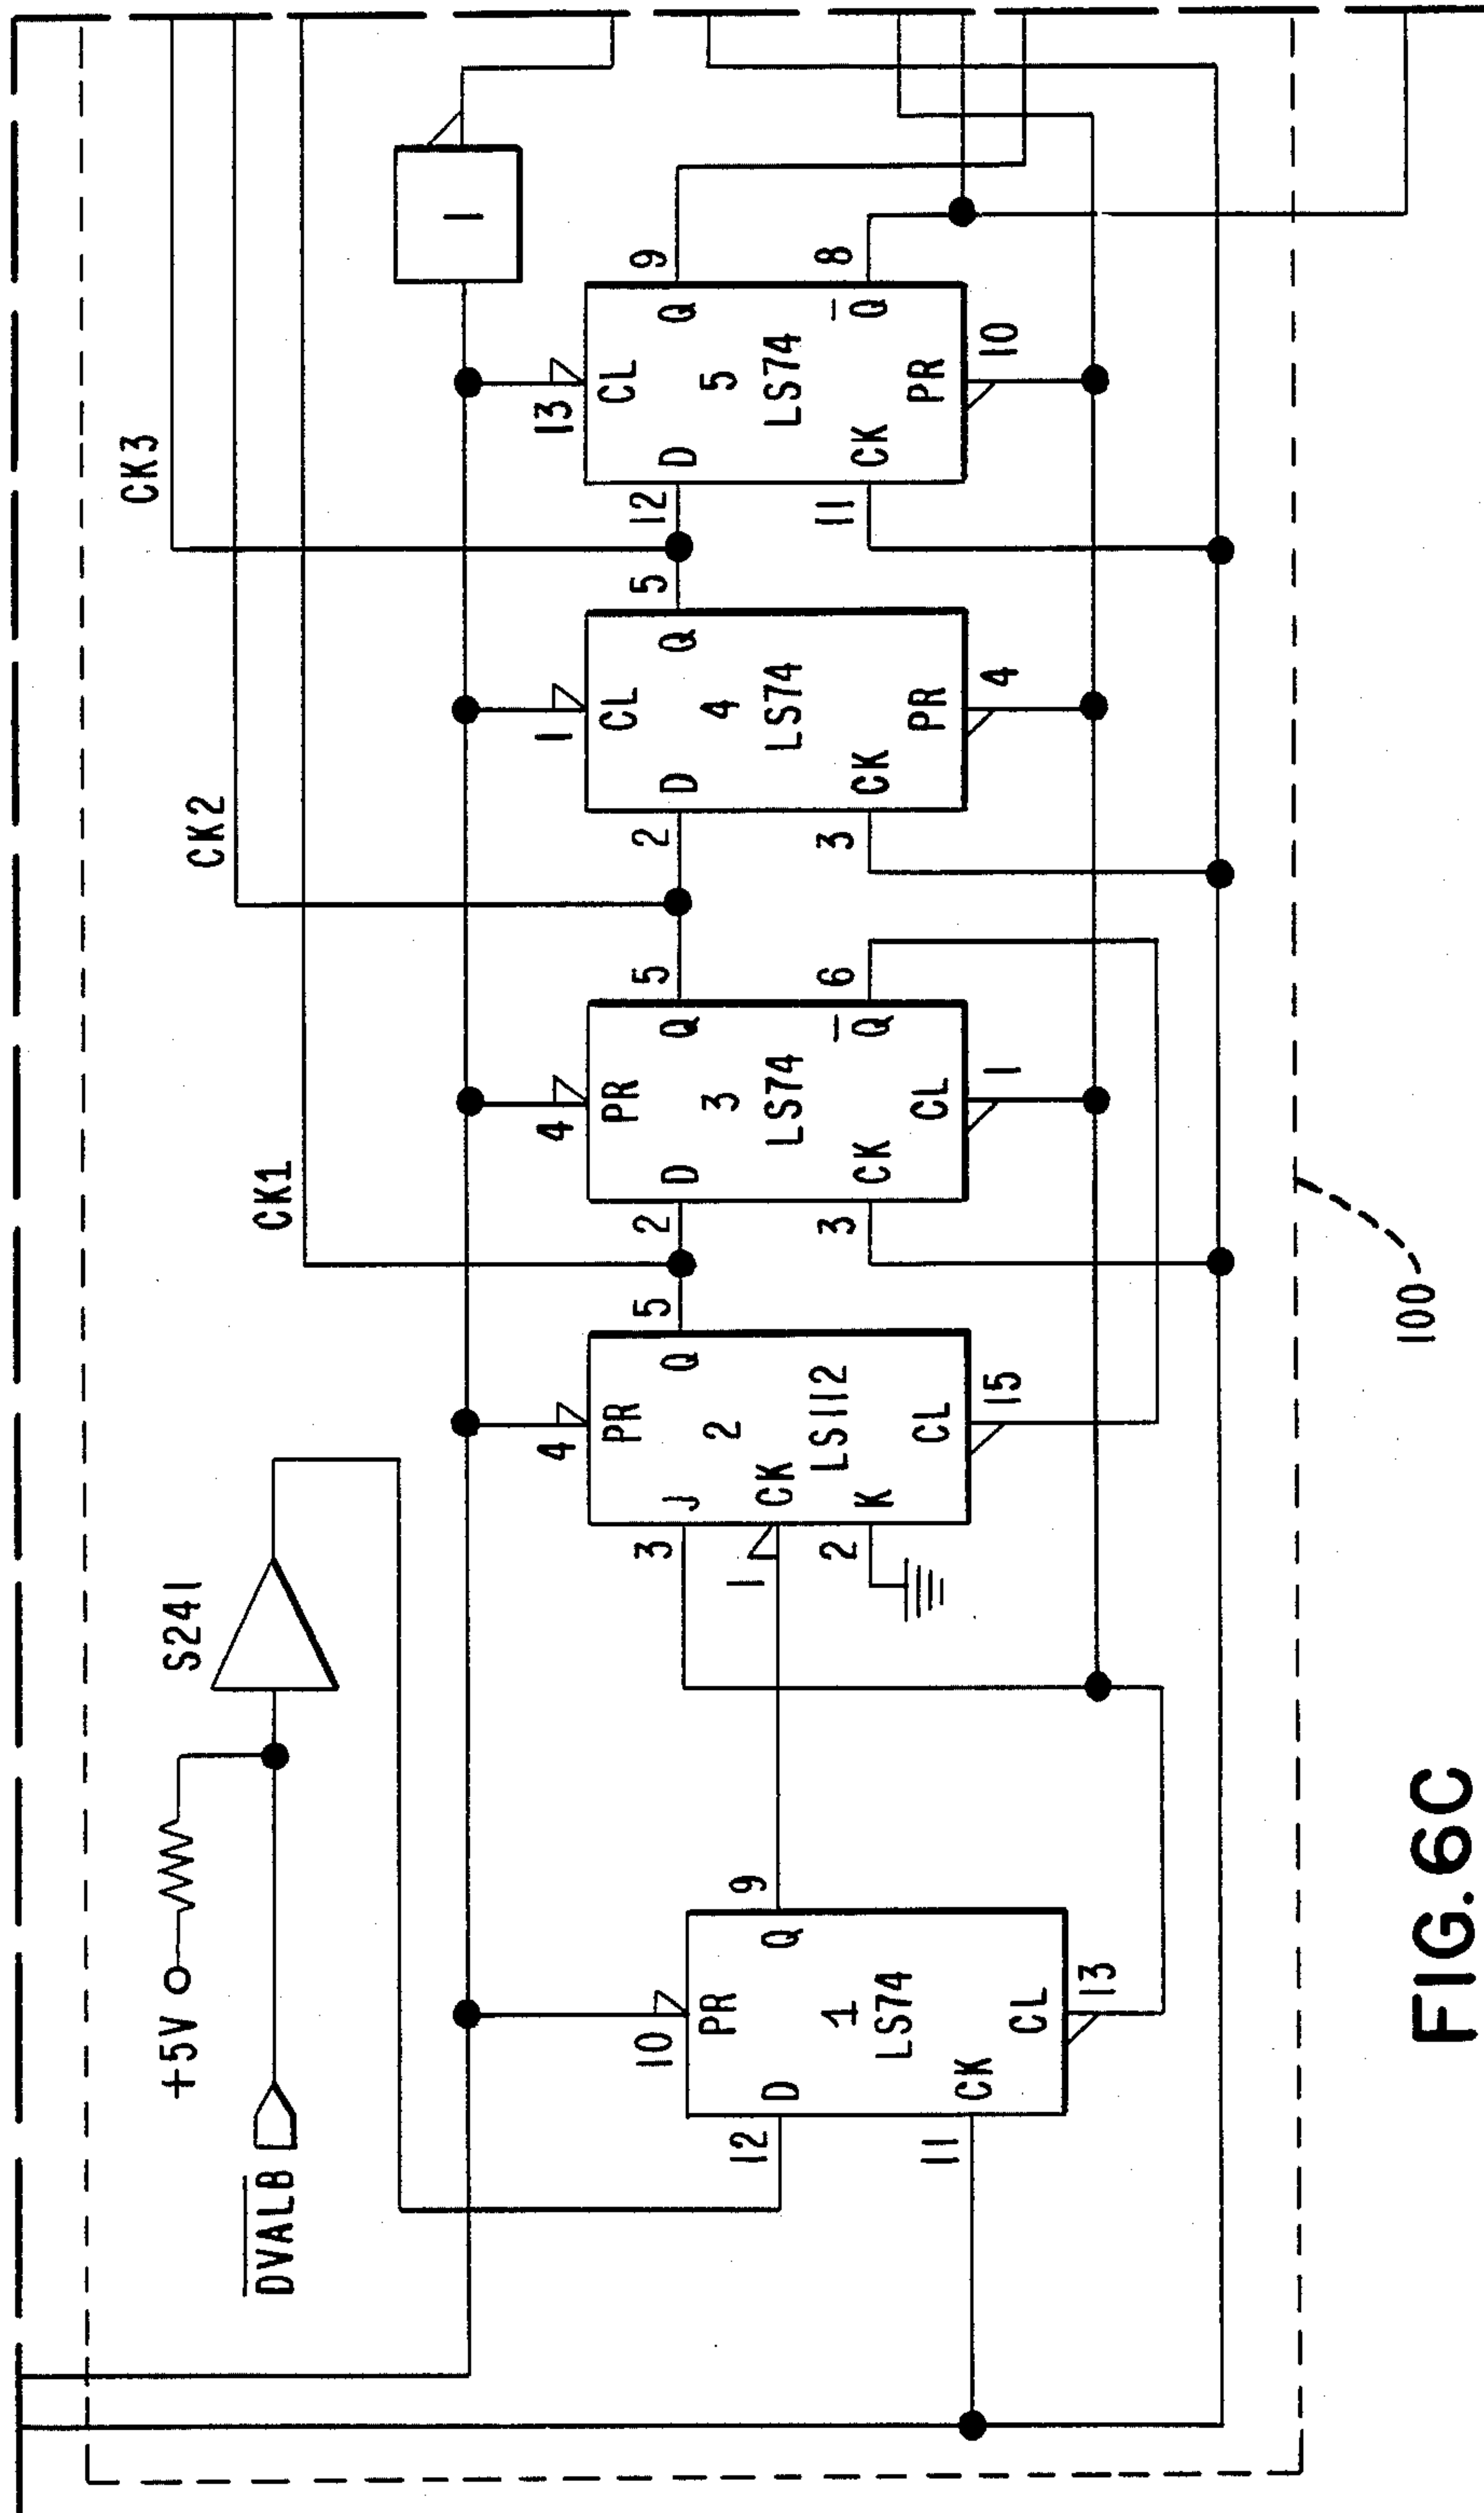 CK3
CK2
CK1
S241
+5V
DVALB
1
10
PR
D
Q
12
9
1
LS74
CK
CL
11
13
4
PR
J
Q
3
5
2
CK
1
LS112
K
CL
2
15
4
PR
D
Q
2
5
3
LS74
Q
6
CK
CL
3
1
1
CL
D
Q
2
5
4
LS74
CK
PR
3
4
13
CL
D
Q
12
9
5
LS74
Q
8
CK
PR
11
10
100
FIG.6C